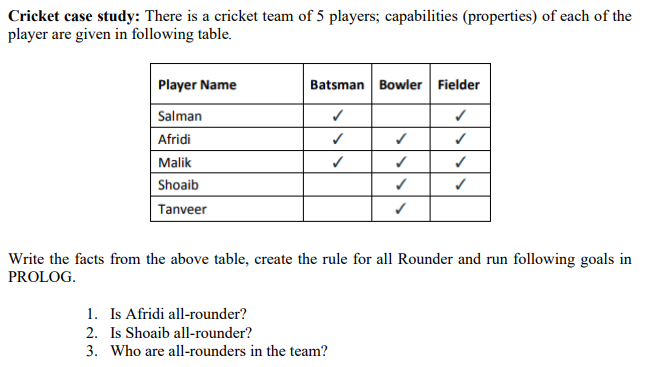 Cricket case study: There is a cricket team of 5 players; capabilities (properties) of each of the
player are given in following table.
Player Name Batsman Bowler Fielder
Salman ✓ ✓
Afridi ✓ ✓ ✓
Malik ✓ ✓ ✓
Shoaib ✓ ✓
Tanveer ✓
Write the facts from the above table, create the rule for all Rounder and run following goals in
PROLOG.
1. Is Afridi all-rounder?
2. Is Shoaib all-rounder?
3. Who are all-rounders in the team?